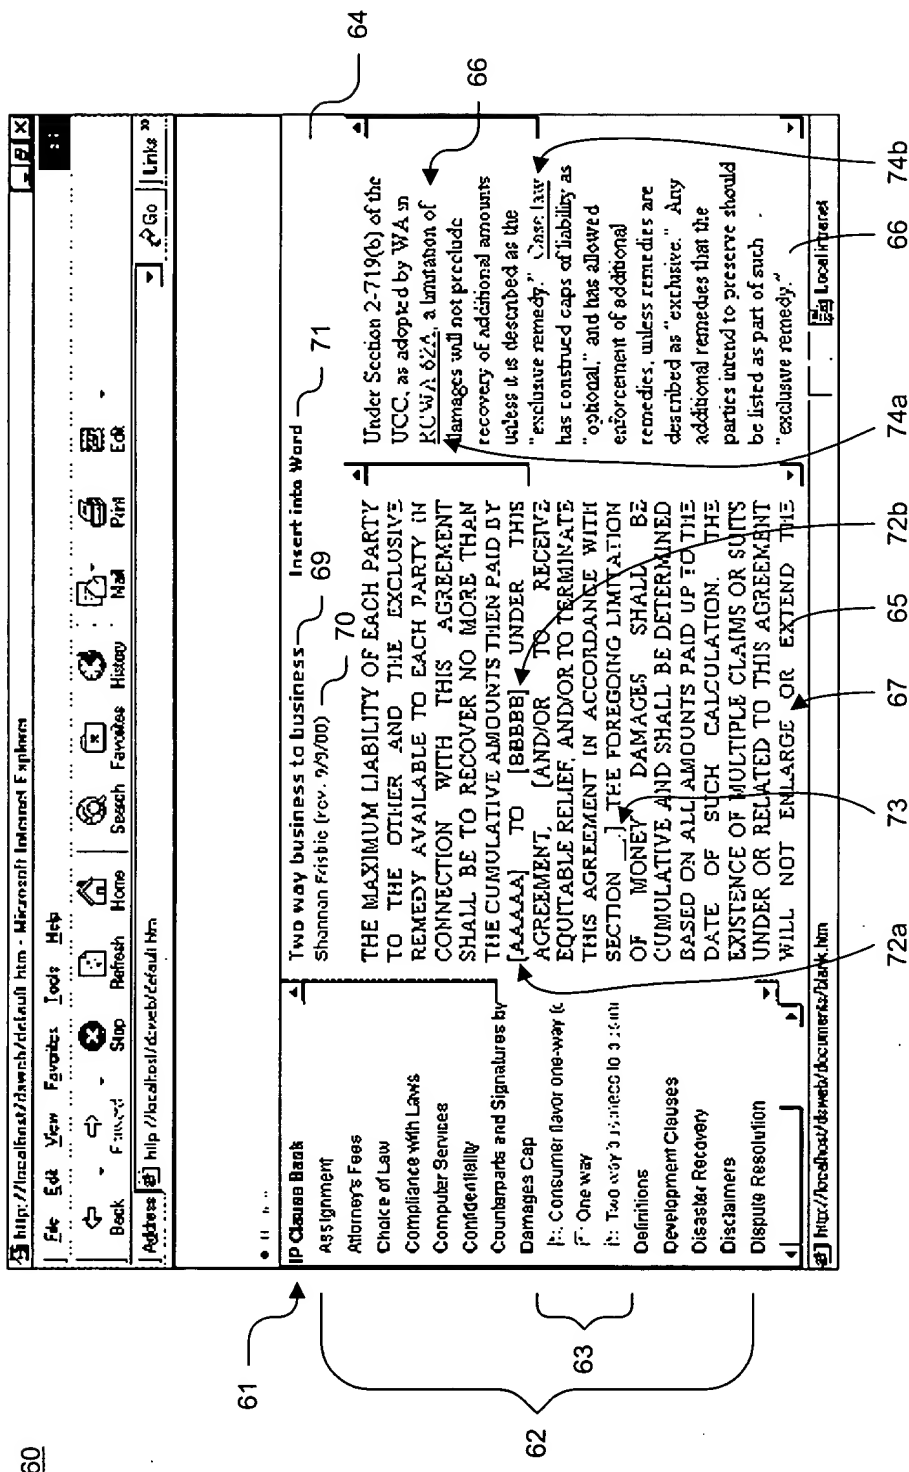 60
http://localhost/dsweb/default.htm - Microsoft Internet Explorer
File Edit View Favorites Tools Help
Back Forward Stop Refresh Home Search Favorites History Mail Print Edit
Address http://localhost/dsweb/default.htm Go Links »
61
62
63
IP Clause Bank
Assignment
Attorney's Fees
Choice of Law
Compliance With Laws
Computer Services
Confidentiality
Counterparts and Signatures by
Damages Cap
Consumer flavor one-way (c
One way
Two way business to busin
Definitions
Development Clauses
Disaster Recovery
Disclaimers
Dispute Resolution
Two way business to business 69 Insert into Word 71
Shannan Frisbie (rev. 9/9/00) 70
THE MAXIMUM LIABILITY OF EACH PARTY
TO THE OTHER AND THE EXCLUSIVE
REMEDY AVAILABLE TO EACH PARTY IN
CONNECTION WITH THIS AGREEMENT
SHALL BE TO RECOVER NO MORE THAN
THE CUMULATIVE AMOUNTS THEN PAID BY
[AAAAA] TO [BBBBB] UNDER THIS
AGREEMENT, [AND/OR TO RECEIVE
EQUITABLE RELIEF, AND/OR TO TERMINATE
THIS AGREEMENT IN ACCORDANCE WITH
SECTION __.] THE FOREGOING LIMITATION
OF MONEY DAMAGES SHALL BE
CUMULATIVE AND SHALL BE DETERMINED
BASED ON ALL AMOUNTS PAID UP TO THE
DATE OF SUCH CALCULATION. THE
EXISTENCE OF MULTIPLE CLAIMS OR SUITS
UNDER OR RELATED TO THIS AGREEMENT
WILL NOT ENLARGE OR EXTEND THE
Under Section 2-719(b) of the
UCC, as adopted by WA in
RCWA 62A, a limitation of
damages will not preclude
recovery of additional amounts
unless it is described as the
"exclusive remedy." Case law
has construed caps of liability as
"optional," and has allowed
enforcement of additional
remedies, unless remedies are
described as "exclusive." Any
additional remedies that the
parties intend to preserve should
be listed as part of such
"exclusive remedy."
64
66
http://localhost/dsweb/documents/blank.htm Local intranet
72a
73
67
65
72b
74a
66
74b